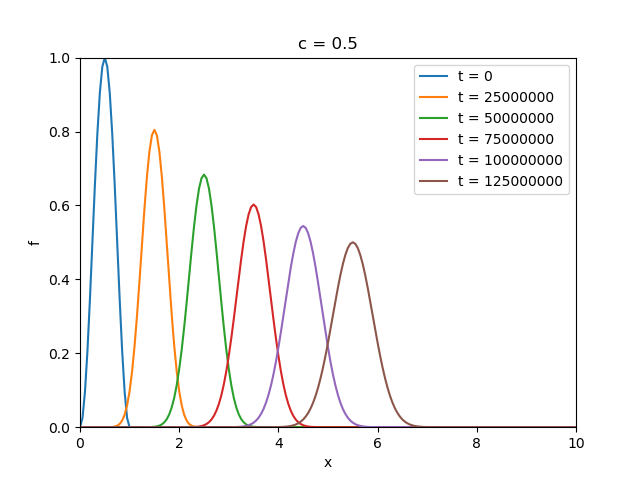 c = 0.5
f
1.0
0.8
0.6
0.4
0.2
0.0
t = 0
t = 25000000
t = 50000000
t = 75000000
t = 100000000
t = 125000000
0 2 4 6 8 10
x